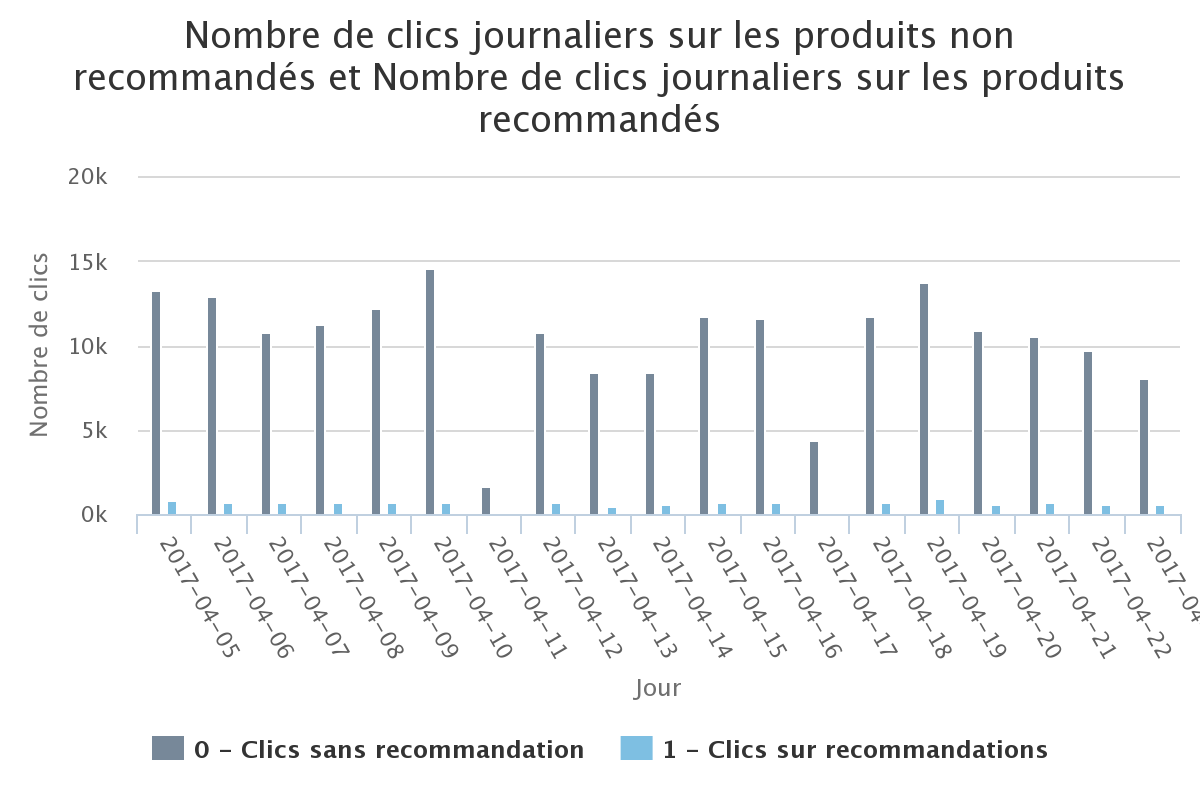 Nombre de clics journaliers sur les produits non
recommandés et Nombre de clics journaliers sur les produits
recommandés
20k
15k
10k
5k
0k
Nombre de clics
2017-04-05
2017-04-06
2017-04-07
2017-04-08
2017-04-09
2017-04-10
2017-04-11
2017-04-12
2017-04-13
2017-04-14
2017-04-15
2017-04-16
2017-04-17
2017-04-18
2017-04-19
2017-04-20
2017-04-21
2017-04-22
2017-04
Jour
0 - Clics sans recommandation
1 - Clics sur recommandations